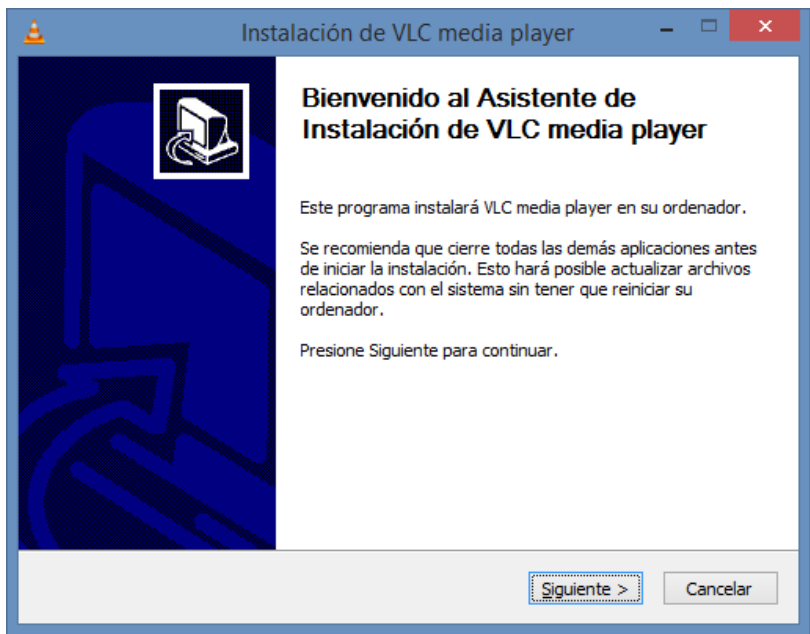 Instalación de VLC media player
Bienvenido al Asistente de
Instalación de VLC media player
Este programa instalará VLC media player en su ordenador.
Se recomienda que cierre todas las demás aplicaciones antes
de iniciar la instalación. Esto hará posible actualizar archivos
relacionados con el sistema sin tener que reiniciar su
ordenador.
Presione Siguiente para continuar.
Siguiente >
Cancelar